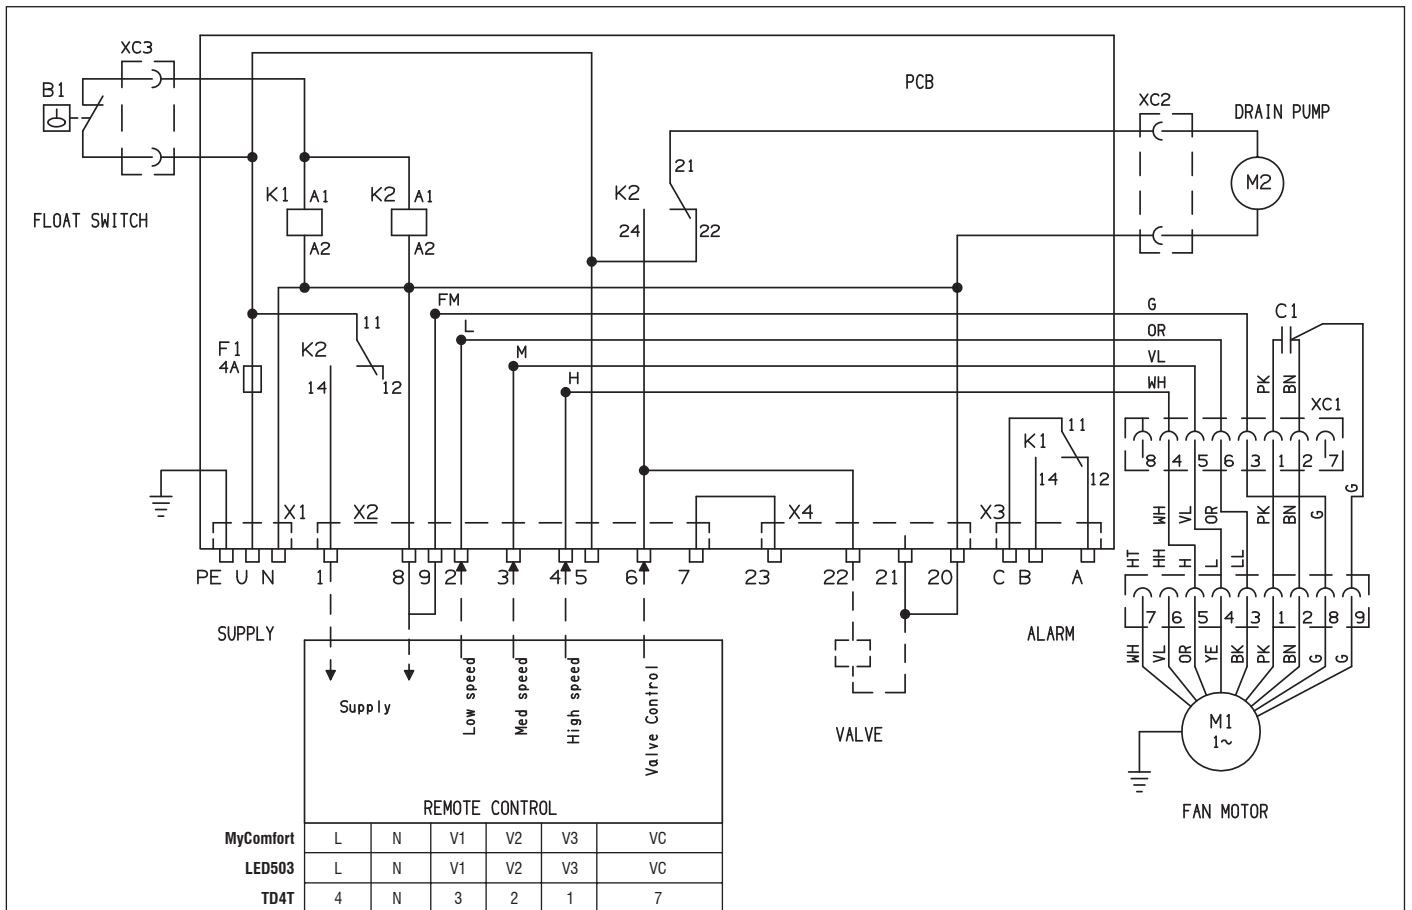 XC3
PCB
B1
XC2
DRAIN PUMP
FLOAT SWITCH
K1 A1 K2 A1
A2 A2
K2
21
24 22
M2
FM
G
C1
L
OR
M
VL
H
WH
F1
4A
K2
11
14 12
PK BN
XC1
K1
11
14 12
8 4 5 6 3 1 2 7
WH VL OR PK BN G G
X1 X2 X4 X3
PE U N 1 8 9 2 3 4 5 6 7 23 22 21 20 C B A
HT HH H L LL
7 6 5 4 3 1 2 8 9
WH VL OR YE BK PK BN G G
SUPPLY
VALVE
ALARM
M1
1~
FAN MOTOR
Supply
Low speed
Med speed
High speed
Valve Control
REMOTE CONTROL
MyComfort L N V1 V2 V3 VC
LED503 L N V1 V2 V3 VC
TD4T 4 N 3 2 1 7